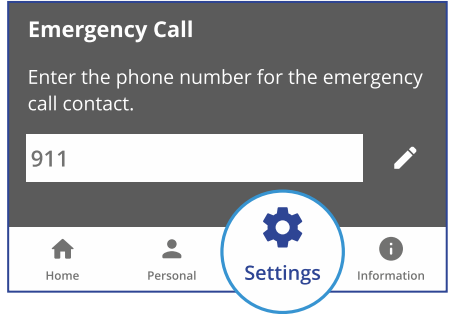 Emergency Call
Enter the phone number for the emergency
call contact.
911
Home
Personal
Settings
Information